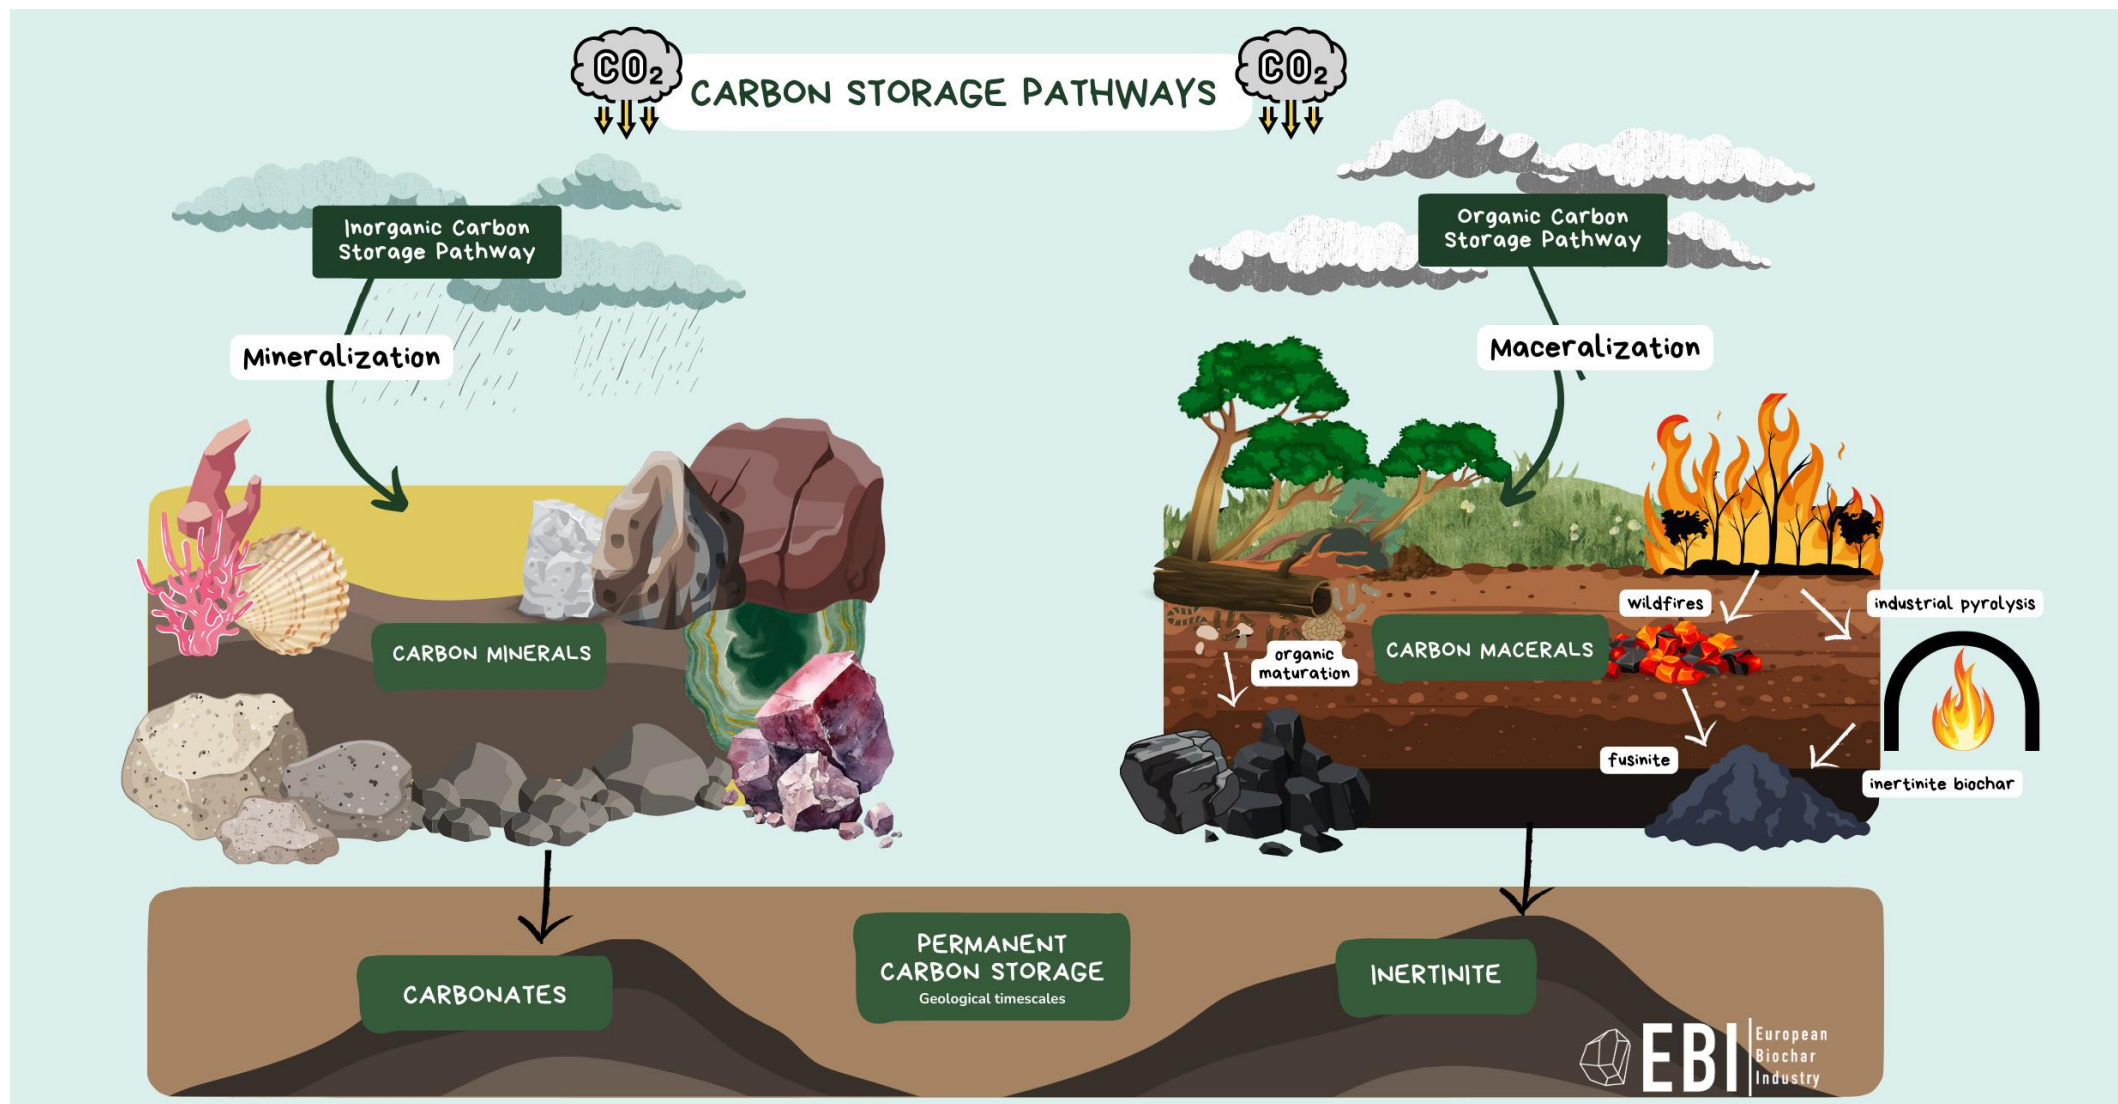 CO₂
CARBON STORAGE PATHWAYS
CO₂
Inorganic Carbon
Storage Pathway
Organic Carbon
Storage Pathway
Mineralization
Maceralization
wildfires
industrial pyrolysis
CARBON MINERALS
organic
maturation
CARBON MACERALS
fusinite
inertinite biochar
PERMANENT
CARBON STORAGE
Geological timescales
CARBONATES
INERTINITE
EBI
European
Biochar
Industry